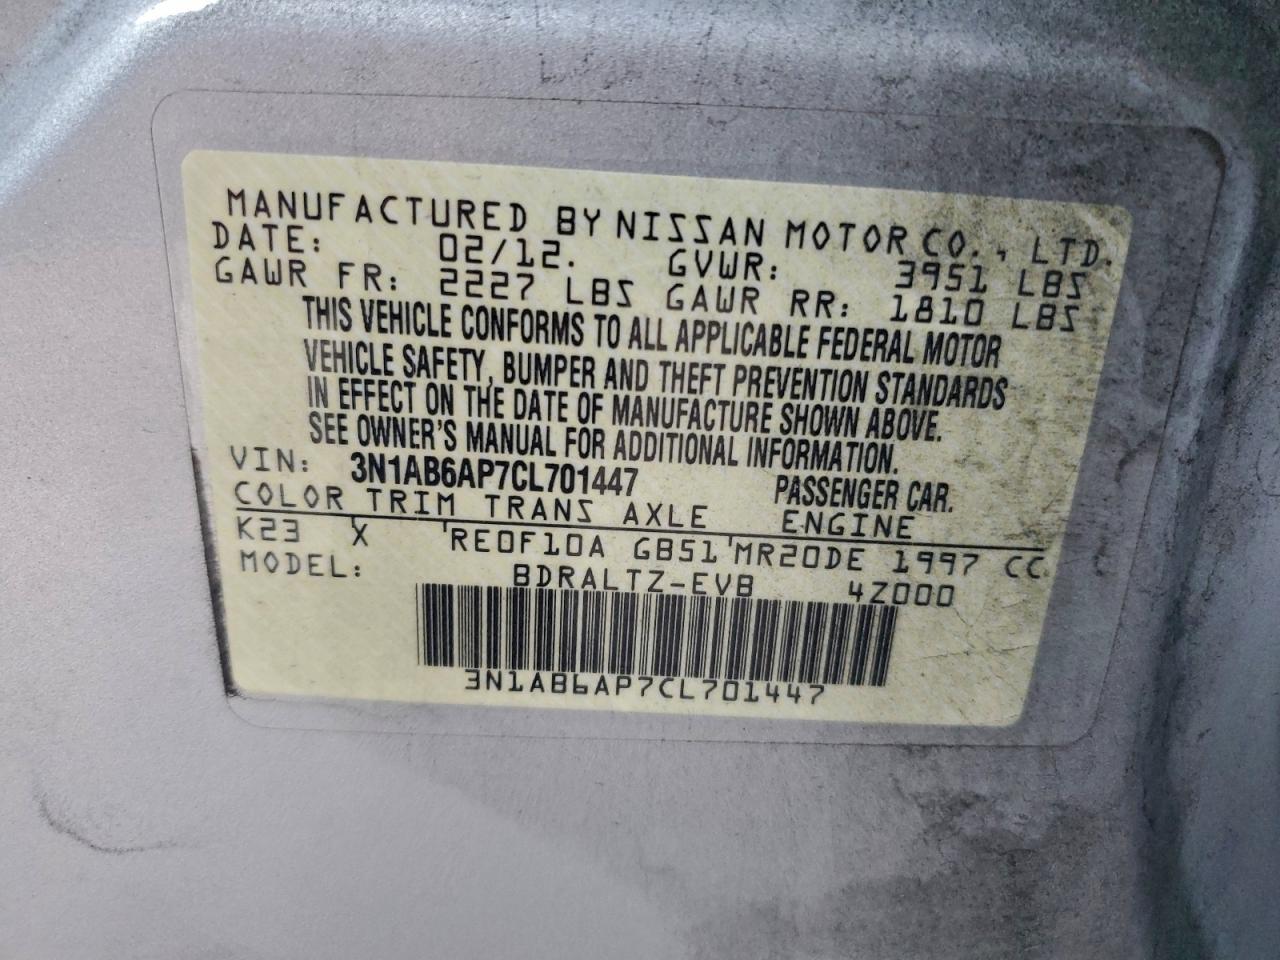 MANUFACTURED BY NISSAN MOTOR CO., LTD.
DATE: 02/12. GVWR: 3951 LBS
GAWR FR: 2227 LBS GAWR RR: 1810 LBS
THIS VEHICLE CONFORMS TO ALL APPLICABLE FEDERAL MOTOR
VEHICLE SAFETY, BUMPER AND THEFT PREVENTION STANDARDS
IN EFFECT ON THE DATE OF MANUFACTURE SHOWN ABOVE.
SEE OWNER'S MANUAL FOR ADDITIONAL INFORMATION.
VIN: 3N1AB6AP7CL701447 PASSENGER CAR.
COLOR TRIM TRANS AXLE ENGINE
K23 'X 'RE0F10A GB51'MR20DE 1997 CC
MODEL: BDRALTZ-EVB 4Z000
3N1AB6AP7CL701447